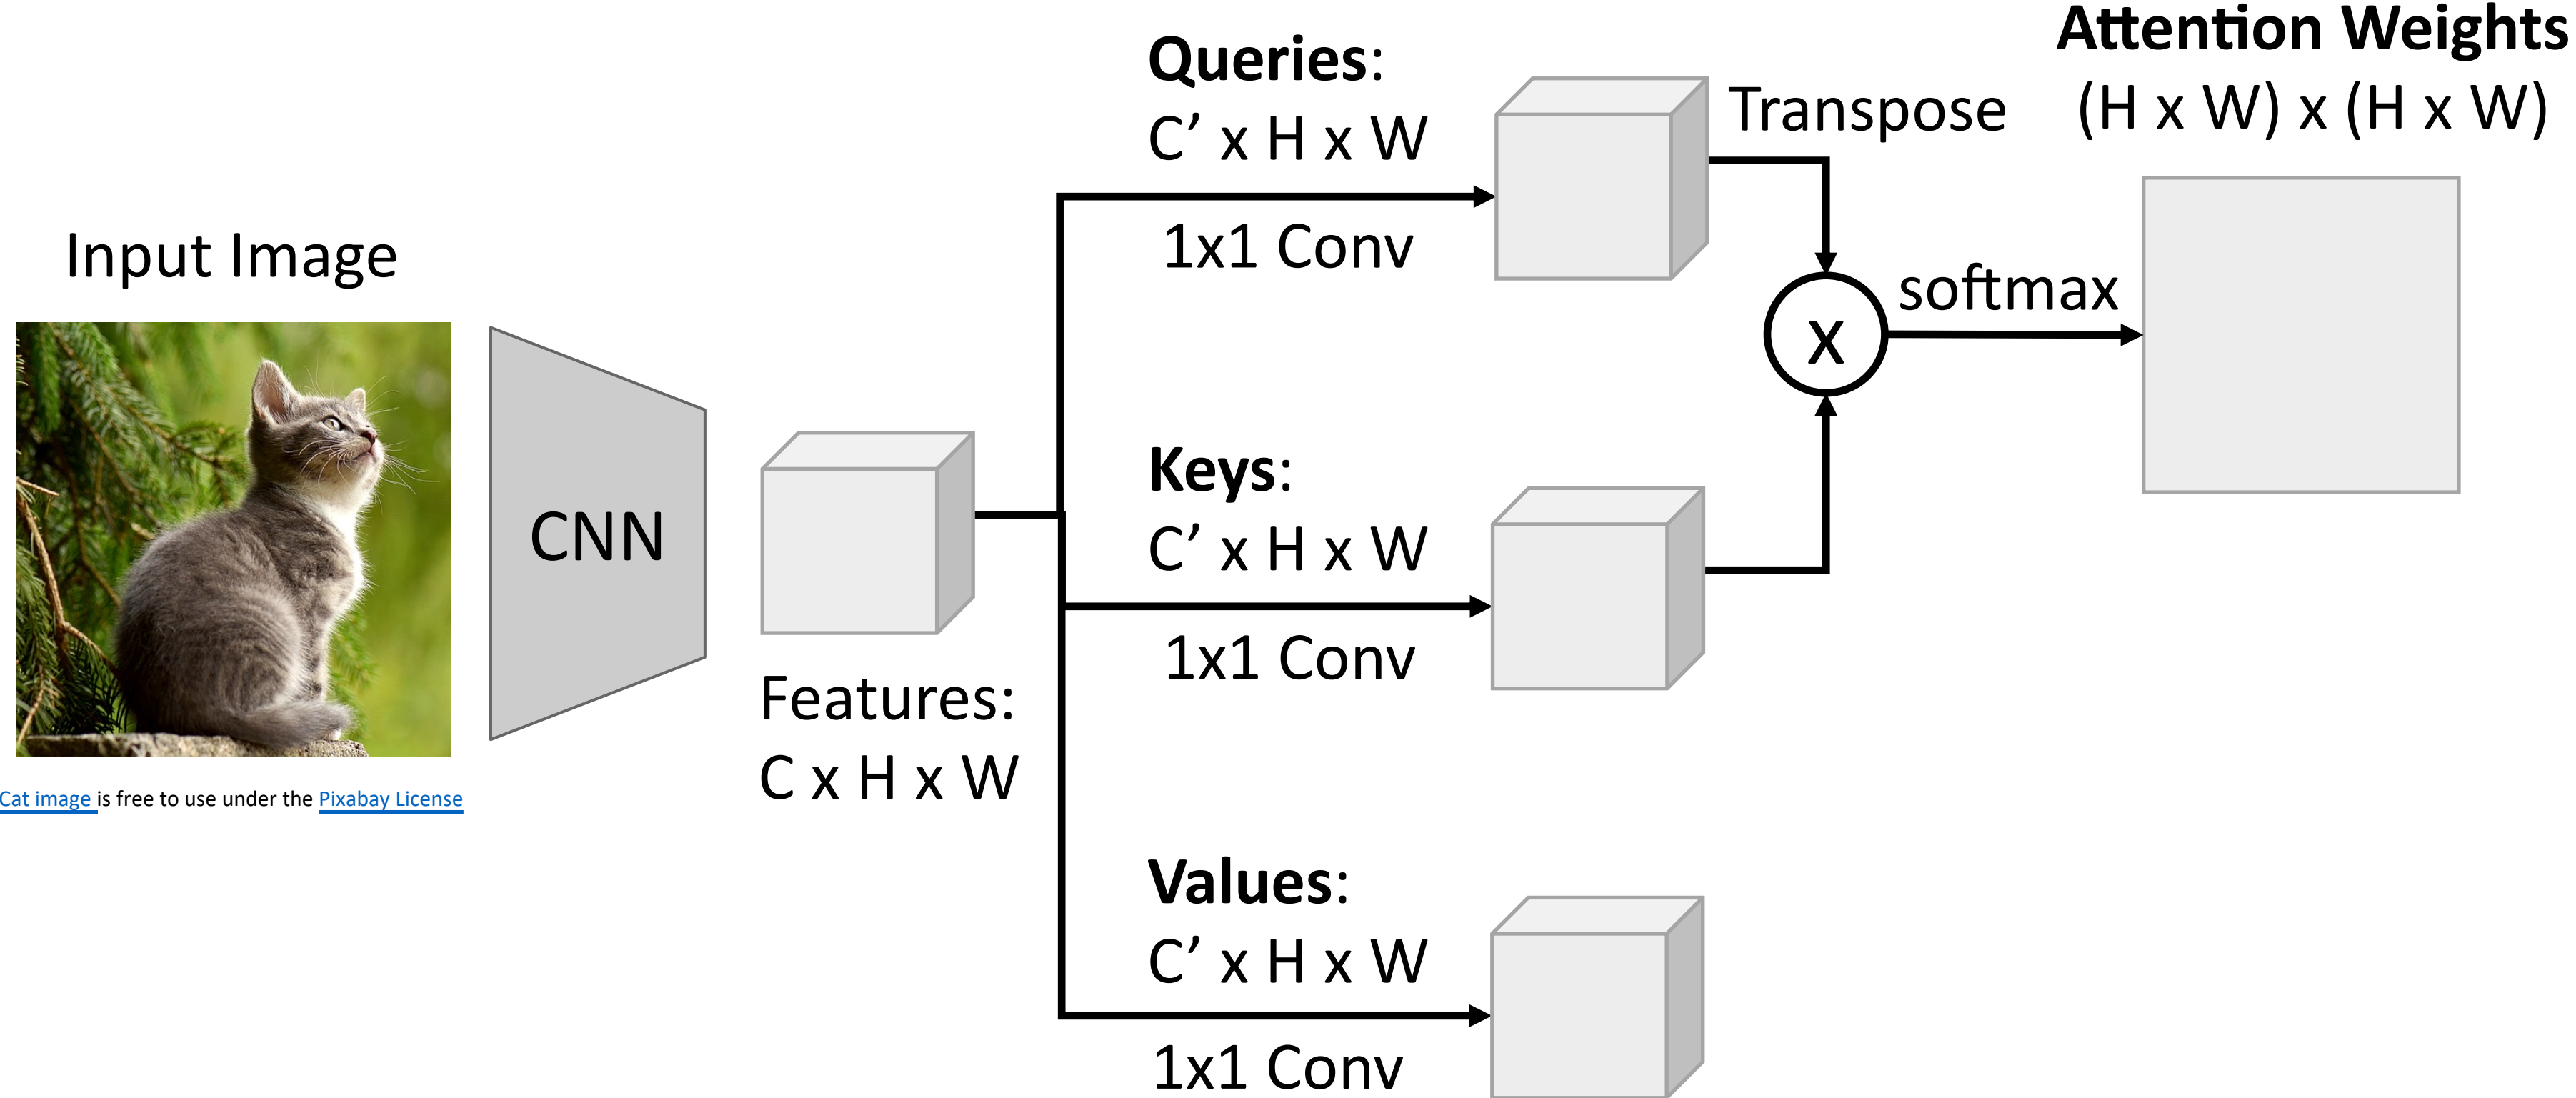 Input Image
Cat image is free to use under the Pixabay License
CNN
Features:
C x H x W
Queries:
C’ x H x W
1x1 Conv
Keys:
C’ x H x W
1x1 Conv
Values:
C’ x H x W
1x1 Conv
Transpose
X
softmax
Attention Weights
(H x W) x (H x W)